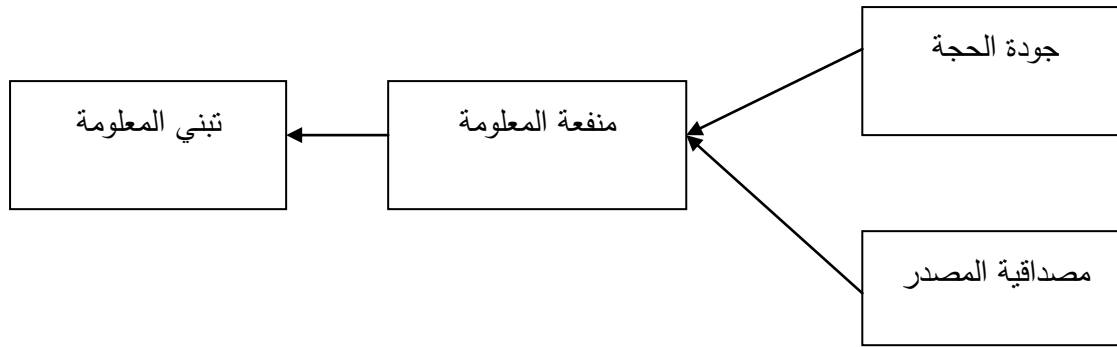 جودة الحجة
منفعة المعلومة
تبني المعلومة
مصداقية المصدر